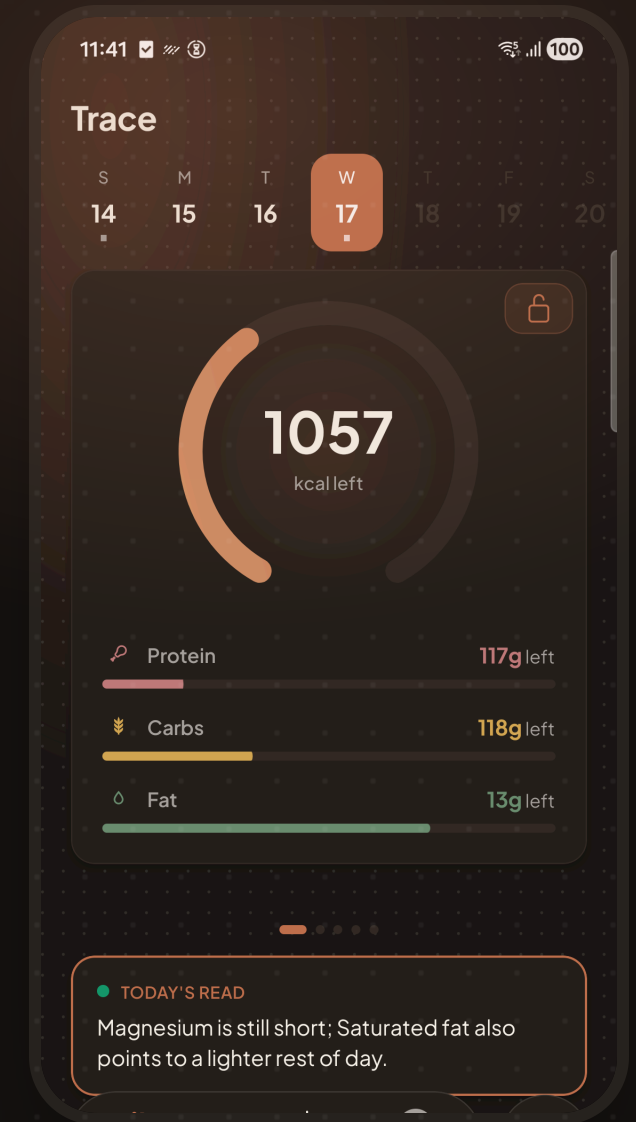 11:41
5
100
Trace
S M T W T F S
14 15 16 17 18 19 20
1057
kcal left
Protein 117g left
Carbs 118g left
Fat 13g left
TODAY'S READ
Magnesium is still short; Saturated fat also
points to a lighter rest of day.